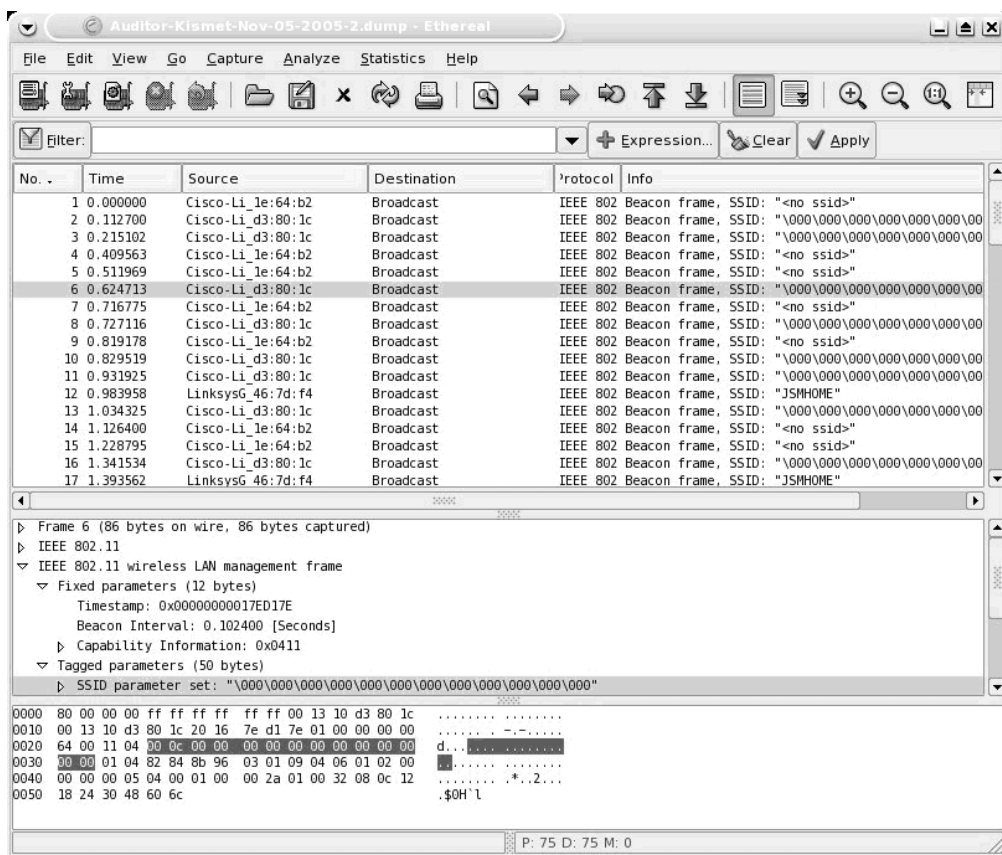 Auditor-Kismet-Nov-05-2005-2.dump - Ethereal
File Edit View Go Capture Analyze Statistics Help
Filter: Expression... Clear Apply
No. . Time Source Destination Protocol Info
1 0.000000 Cisco-Li_1e:64:b2 Broadcast IEEE 802 Beacon frame, SSID: "<no ssid>"
2 0.112700 Cisco-Li_d3:80:1c Broadcast IEEE 802 Beacon frame, SSID: "\000\000\000\000\000\000\000\00
3 0.215102 Cisco-Li_d3:80:1c Broadcast IEEE 802 Beacon frame, SSID: "\000\000\000\000\000\000\000\00
4 0.409563 Cisco-Li_1e:64:b2 Broadcast IEEE 802 Beacon frame, SSID: "<no ssid>"
5 0.511969 Cisco-Li_1e:64:b2 Broadcast IEEE 802 Beacon frame, SSID: "<no ssid>"
6 0.624713 Cisco-Li_d3:80:1c Broadcast IEEE 802 Beacon frame, SSID: "\000\000\000\000\000\000\000\00
7 0.716775 Cisco-Li_1e:64:b2 Broadcast IEEE 802 Beacon frame, SSID: "<no ssid>"
8 0.727116 Cisco-Li_d3:80:1c Broadcast IEEE 802 Beacon frame, SSID: "\000\000\000\000\000\000\000\00
9 0.819178 Cisco-Li_1e:64:b2 Broadcast IEEE 802 Beacon frame, SSID: "<no ssid>"
10 0.829519 Cisco-Li_d3:80:1c Broadcast IEEE 802 Beacon frame, SSID: "\000\000\000\000\000\000\000\00
11 0.931925 Cisco-Li_d3:80:1c Broadcast IEEE 802 Beacon frame, SSID: "\000\000\000\000\000\000\000\00
12 0.983958 LinksysG_46:7d:f4 Broadcast IEEE 802 Beacon frame, SSID: "JSMHOME"
13 1.034325 Cisco-Li_d3:80:1c Broadcast IEEE 802 Beacon frame, SSID: "\000\000\000\000\000\000\000\00
14 1.126400 Cisco-Li_1e:64:b2 Broadcast IEEE 802 Beacon frame, SSID: "<no ssid>"
15 1.228795 Cisco-Li_1e:64:b2 Broadcast IEEE 802 Beacon frame, SSID: "<no ssid>"
16 1.341534 Cisco-Li_d3:80:1c Broadcast IEEE 802 Beacon frame, SSID: "\000\000\000\000\000\000\000\00
17 1.393562 LinksysG_46:7d:f4 Broadcast IEEE 802 Beacon frame, SSID: "JSMHOME"
Frame 6 (86 bytes on wire, 86 bytes captured)
IEEE 802.11
IEEE 802.11 wireless LAN management frame
Fixed parameters (12 bytes)
Timestamp: 0x00000000017ED17E
Beacon Interval: 0.102400 [Seconds]
Capability Information: 0x0411
Tagged parameters (50 bytes)
SSID parameter set: "\000\000\000\000\000\000\000\000\000\000\000\000"
0000 80 00 00 00 ff ff ff ff ff ff 00 13 10 d3 80 1c ........ ........
0010 00 13 10 d3 80 1c 20 16 7e d1 7e 01 00 00 00 00 ...... . ~.~.....
0020 64 00 11 04 00 0c 00 00 00 00 00 00 00 00 00 00 d....... ........
0030 00 00 01 04 82 84 8b 96 03 01 09 04 06 01 02 00 ........ ........
0040 00 00 00 05 04 00 01 00 00 2a 01 00 32 08 0c 12 ........ .*..2...
0050 18 24 30 48 60 6c .$0H`l
P: 75 D: 75 M: 0